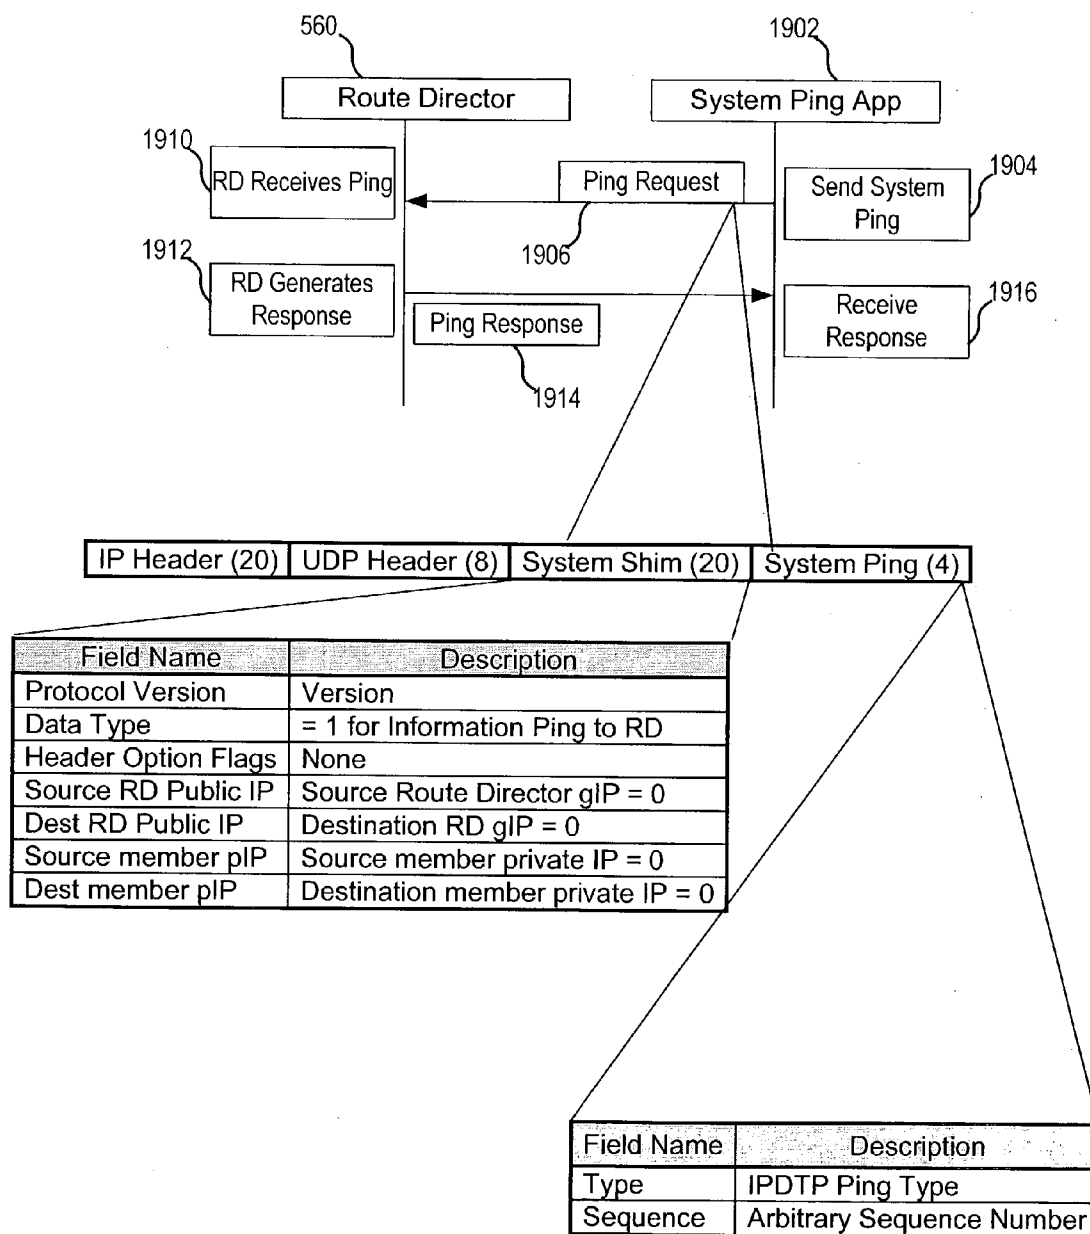 560
1902
Route Director
System Ping App
1910
RD Receives Ping
Ping Request
1904
Send System
Ping
1906
1912
RD Generates
Response
Ping Response
1914
1916
Receive
Response
IP Header (20) UDP Header (8) System Shim (20) System Ping (4)
Field Name Description
Protocol Version Version
Data Type = 1 for Information Ping to RD
Header Option Flags None
Source RD Public IP Source Route Director gIP = 0
Dest RD Public IP Destination RD gIP = 0
Source member pIP Source member private IP = 0
Dest member pIP Destination member private IP = 0
Field Name Description
Type IPDTP Ping Type
Sequence Arbitrary Sequence Number